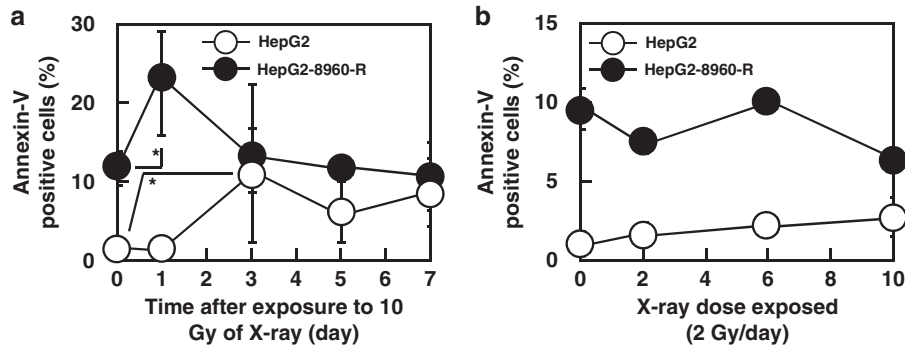 a
Annexin-V
positive cells (%)
30
20
10
0
HepG2
HepG2-8960-R
*
*
0 1 2 3 4 5 6 7
Time after exposure to 10
Gy of X-ray (day)
b
Annexin-V
positive cells (%)
15
10
5
0
HepG2
HepG2-8960-R
0 2 4 6 8 10
X-ray dose exposed
(2 Gy/day)